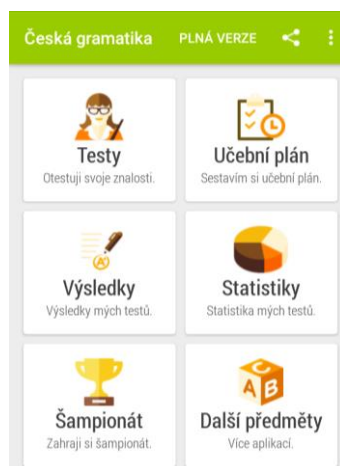 Česká gramatika PLNÁ VERZE
Testy
Otestuji svoje znalosti.
Učební plán
Sestavím si učební plán.
Výsledky
Výsledky mých testů.
Statistiky
Statistika mých testů.
Šampionát
Zahraji si šampionát.
Další předměty
Více aplikací.
A
C
A B